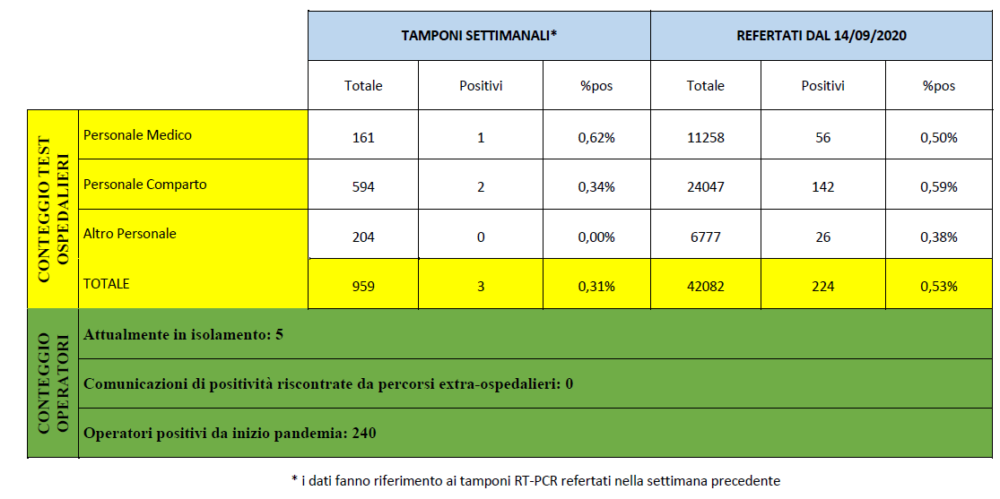 TAMPONI SETTIMANALI* REFERTATI DAL 14/09/2020
Totale Positivi %pos Totale Positivi %pos
CONTEGGIO TEST
OSPEDALIERI
Personale Medico 161 1 0,62% 11258 56 0,50%
Personale Comparto 594 2 0,34% 24047 142 0,59%
Altro Personale 204 0 0,00% 6777 26 0,38%
TOTALE 959 3 0,31% 42082 224 0,53%
CONTEGGIO
OPERATORI
Attualmente in isolamento: 5
Comunicazioni di positività riscontrate da percorsi extra-ospedalieri: 0
Operatori positivi da inizio pandemia: 240
* i dati fanno riferimento ai tamponi RT-PCR refertati nella settimana precedente